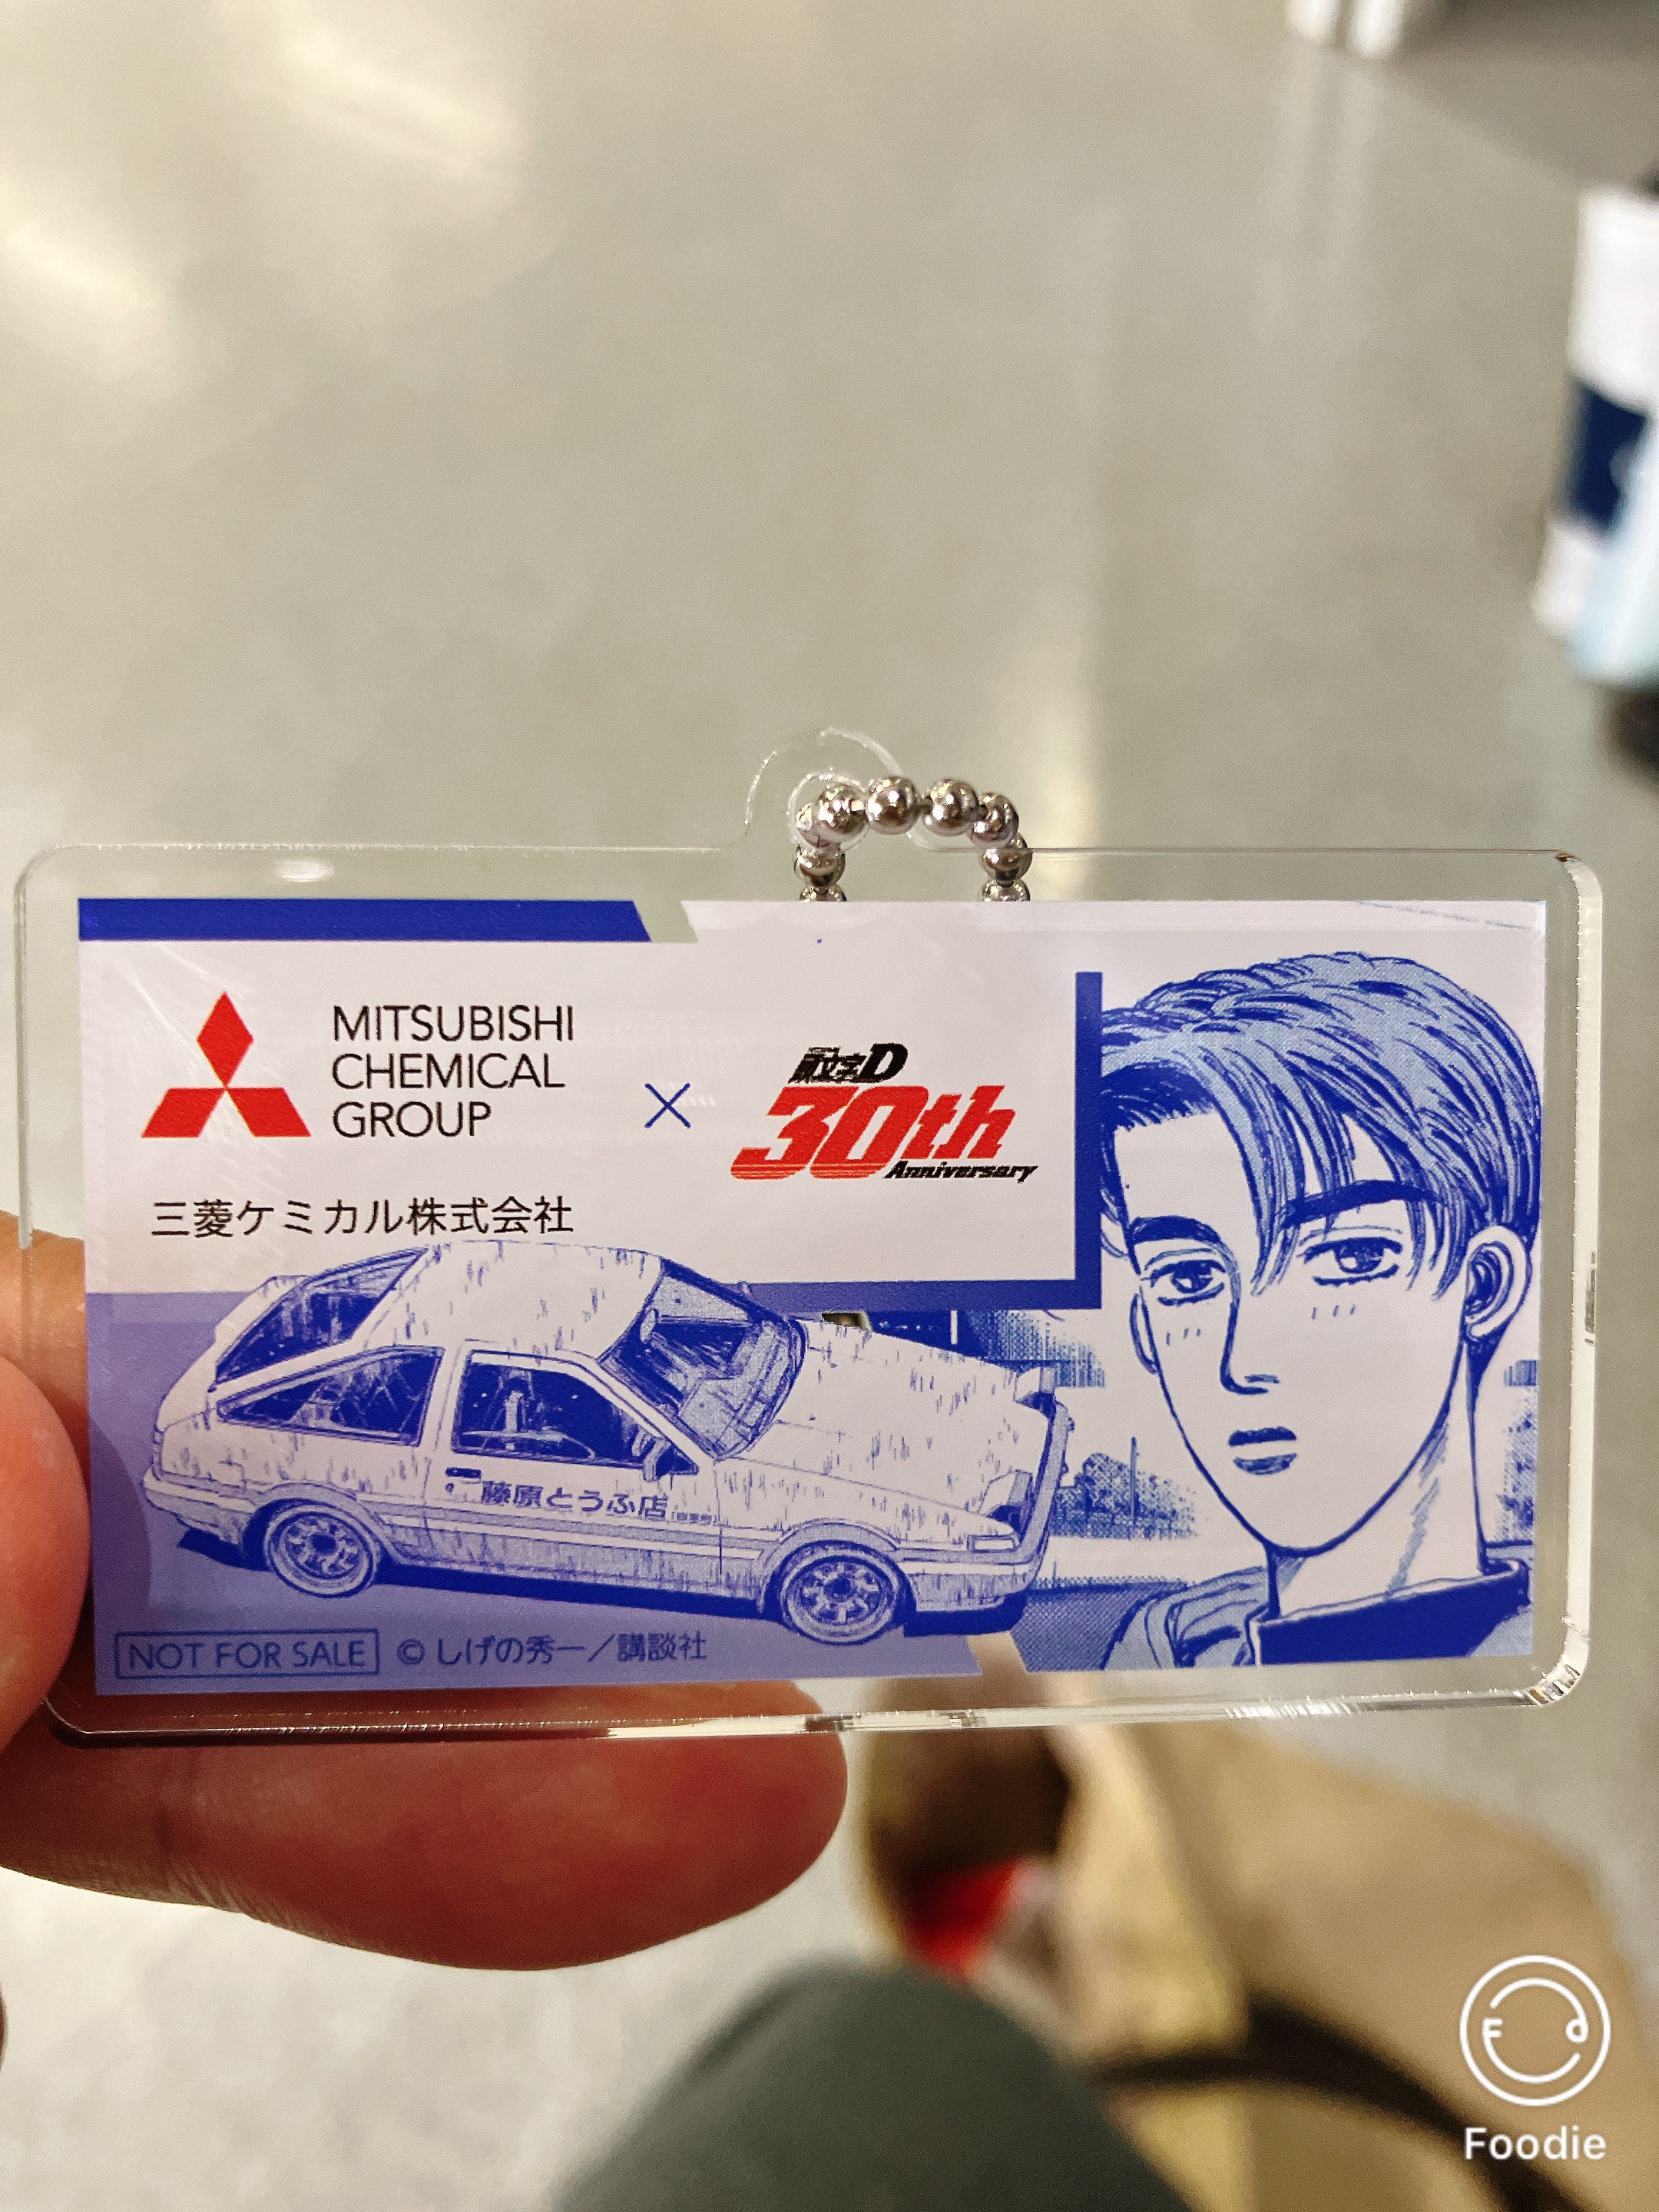 MITSUBISHI
CHEMICAL
GROUP
三菱ケミカル株式会社
×
頭文字D
30th
Anniversary
藤原とうふ店
NOT FOR SALE © しげの秀一／講談社
Foodie